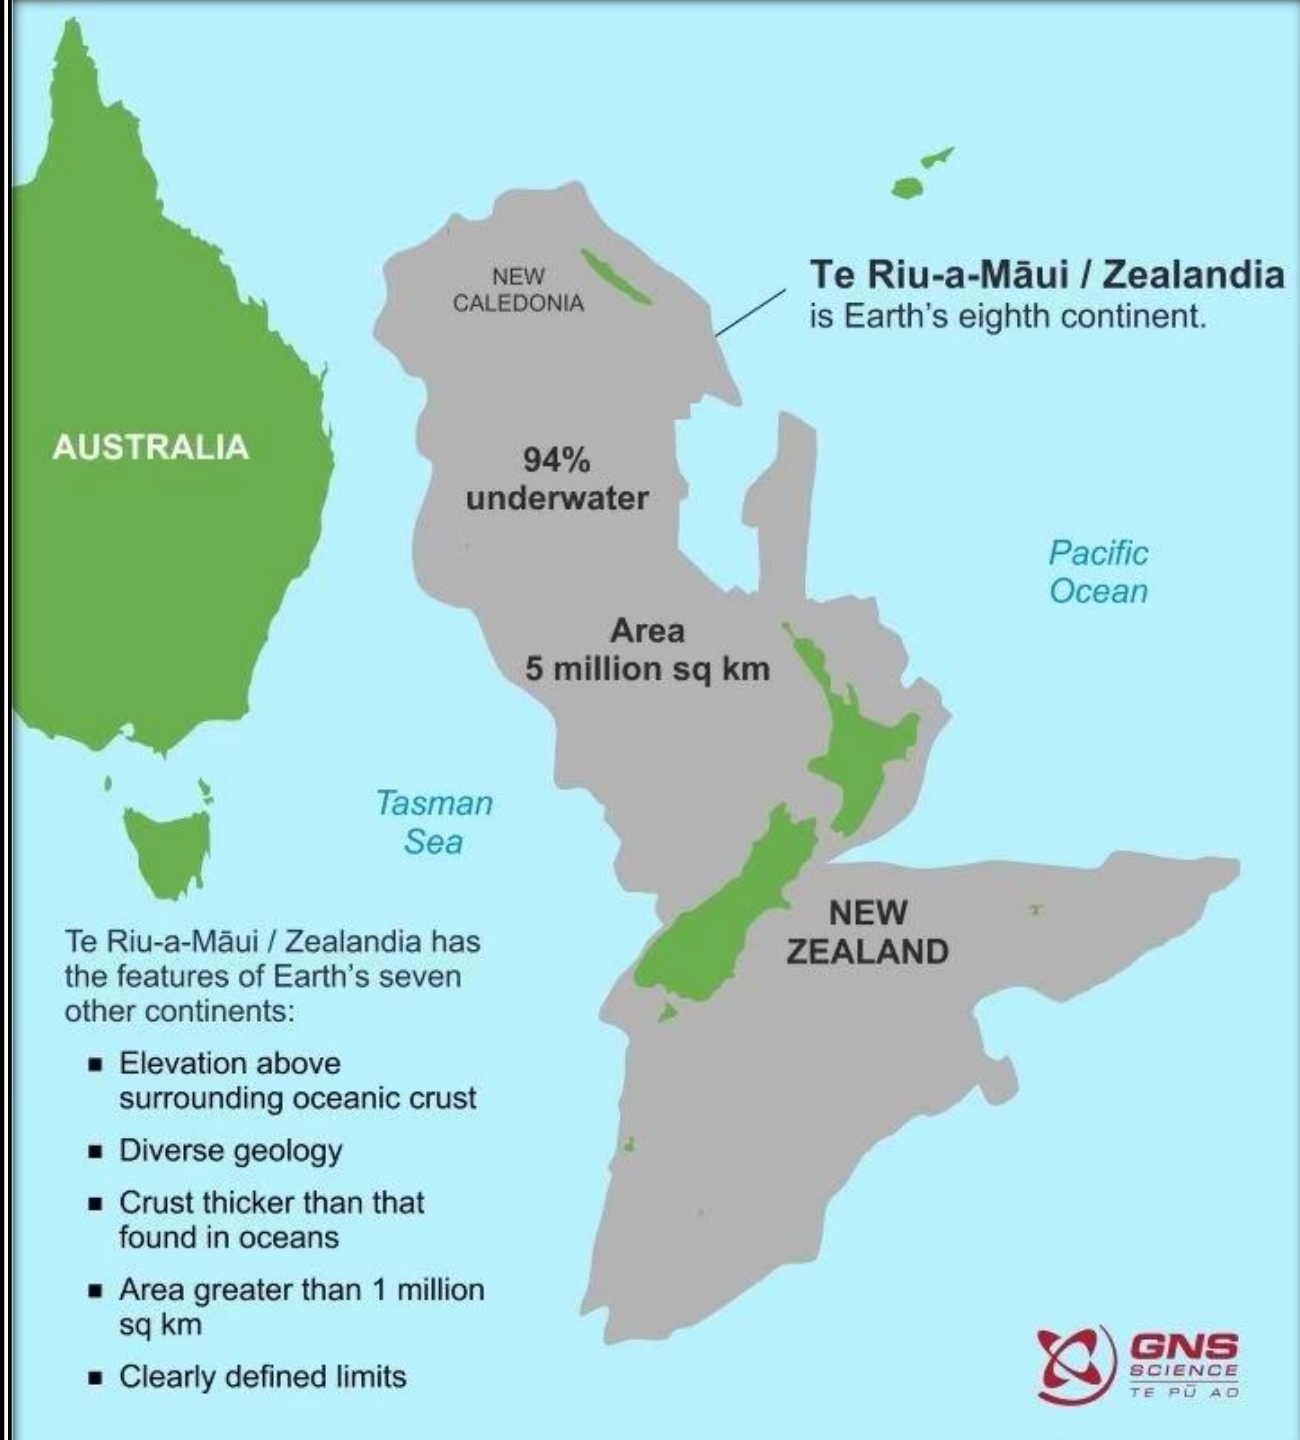 NEW
CALEDONIA
Te Riu-a-Māui / Zealandia
is Earth's eighth continent.
AUSTRALIA
94%
underwater
Pacific
Ocean
Area
5 million sq km
Tasman
Sea
NEW
ZEALAND
Te Riu-a-Māui / Zealandia has
the features of Earth's seven
other continents:
▪ Elevation above
surrounding oceanic crust
▪ Diverse geology
▪ Crust thicker than that
found in oceans
▪ Area greater than 1 million
sq km
▪ Clearly defined limits
GNS
SCIENCE
TE PŪ AO